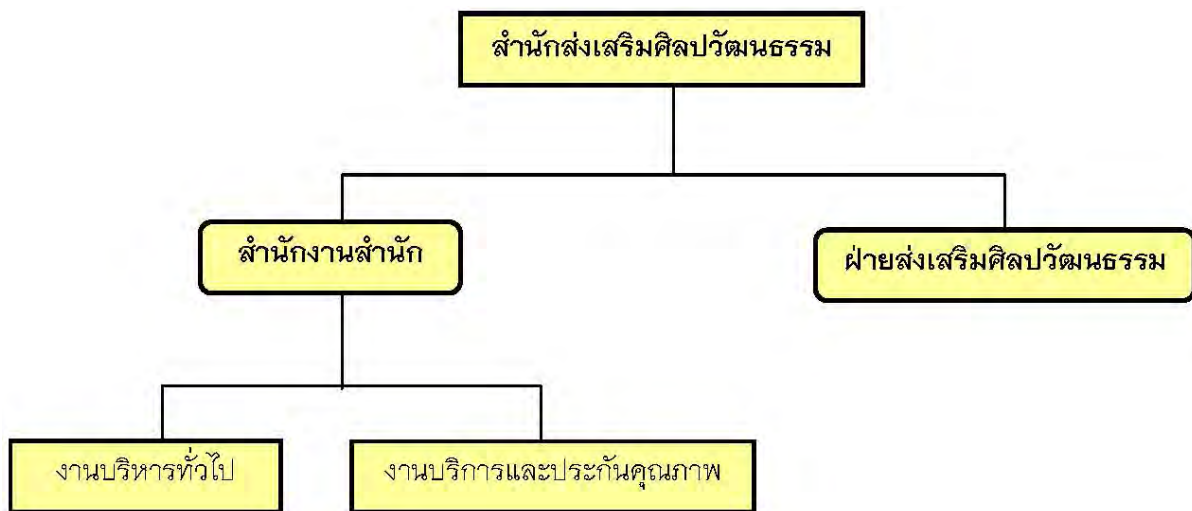 สำนักส่งเสริมศิลปวัฒนธรรม
สำนักงานสำนัก
ฝ่ายส่งเสริมศิลปวัฒนธรรม
งานบริหารทั่วไป
งานบริการและประกันคุณภาพ